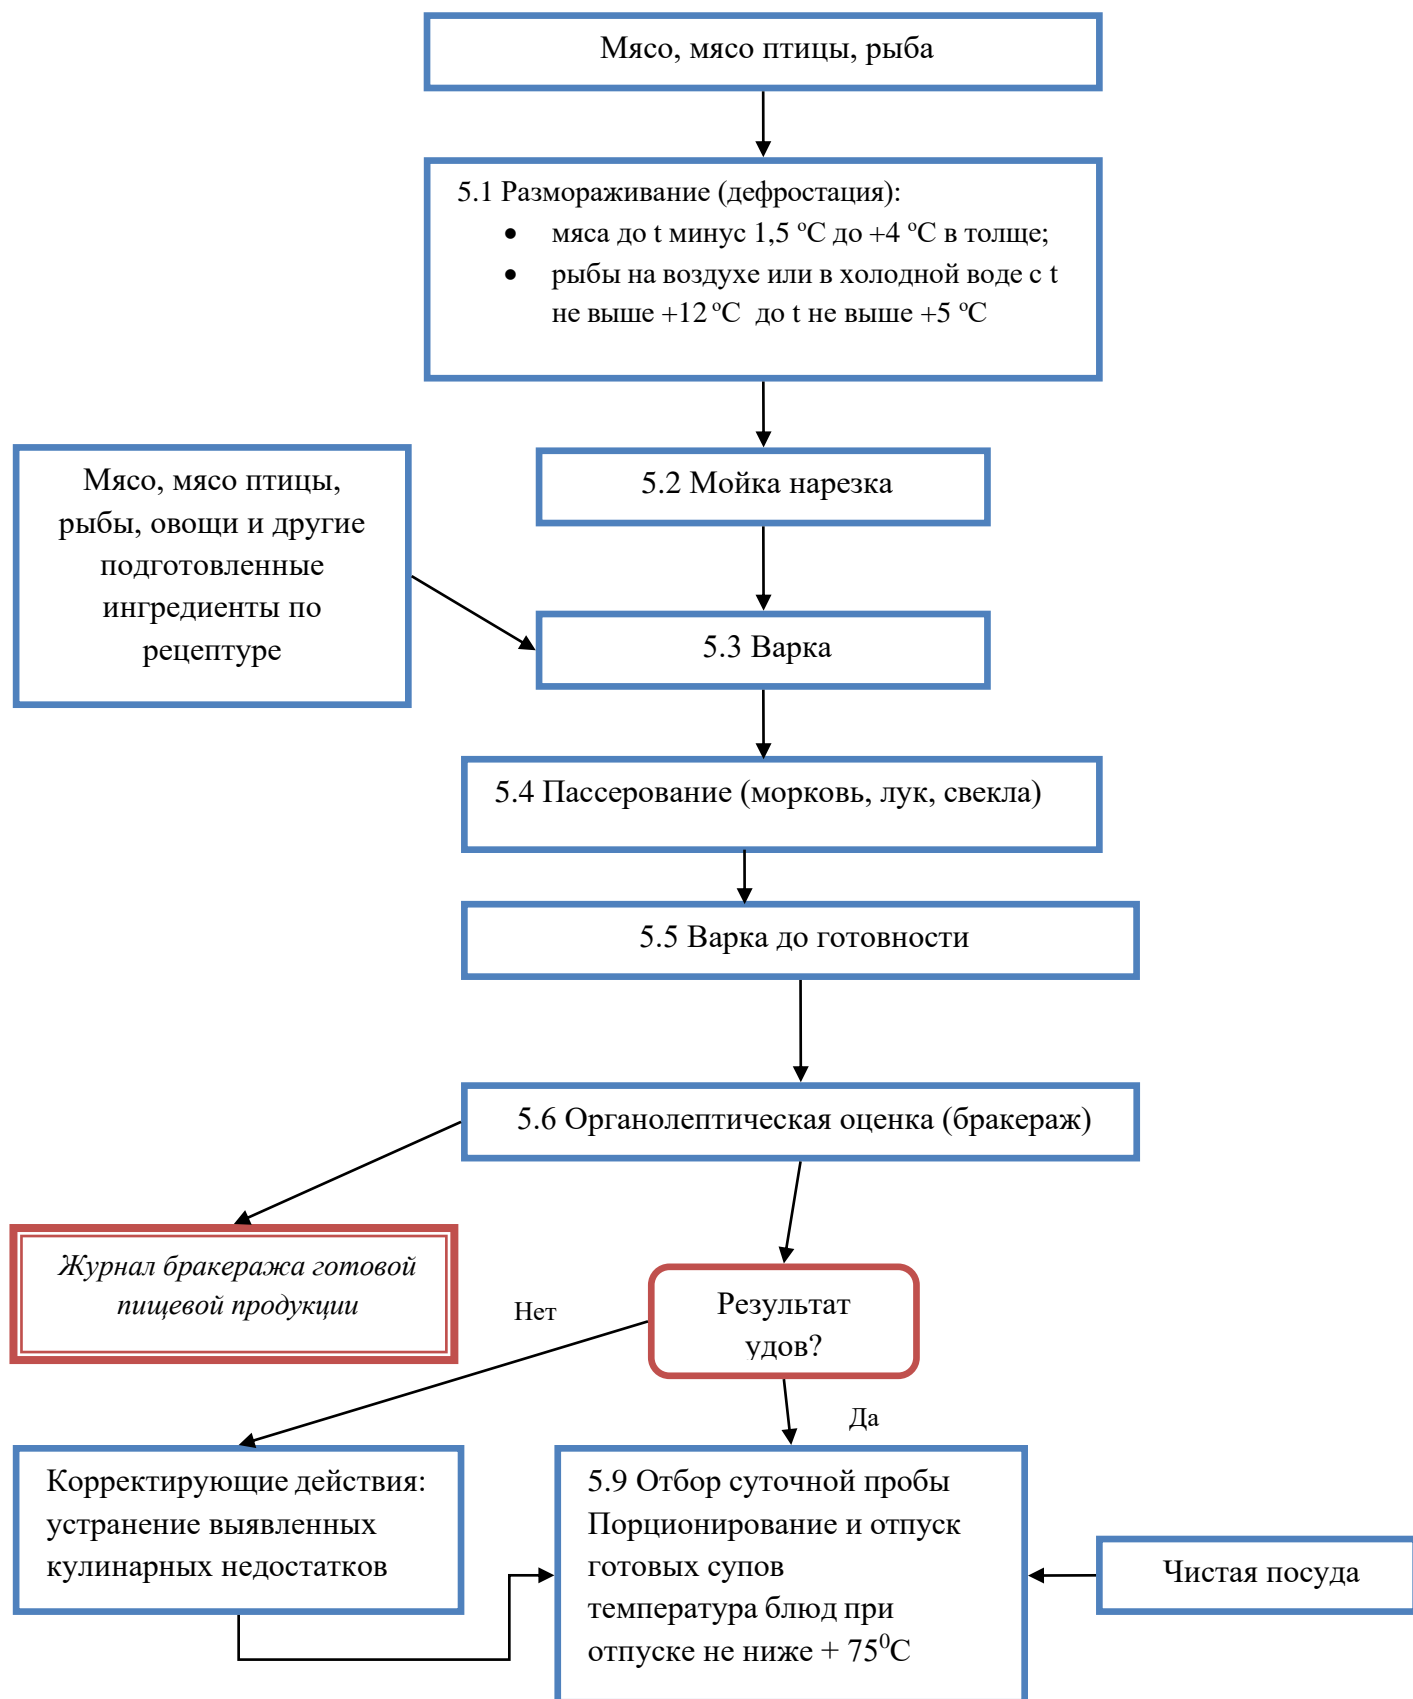 Мясо, мясо птицы, рыба
5.1 Размораживание (дефростация):
• мяса до t минус 1,5 ºС до +4 ºС в толще;
• рыбы на воздухе или в холодной воде с t
не выше +12 ºС до t не выше +5 ºС
Мясо, мясо птицы,
рыбы, овощи и другие
подготовленные
ингредиенты по
рецептуре
5.2 Мойка нарезка
5.3 Варка
5.4 Пассерование (морковь, лук, свекла)
5.5 Варка до готовности
5.6 Органолептическая оценка (бракераж)
Журнал бракеража готовой
пищевой продукции
Нет
Результат
удов?
Да
Корректирующие действия:
устранение выявленных
кулинарных недостатков
5.9 Отбор суточной пробы
Порционирование и отпуск
готовых супов
температура блюд при
отпуске не ниже + 75⁰С
Чистая посуда